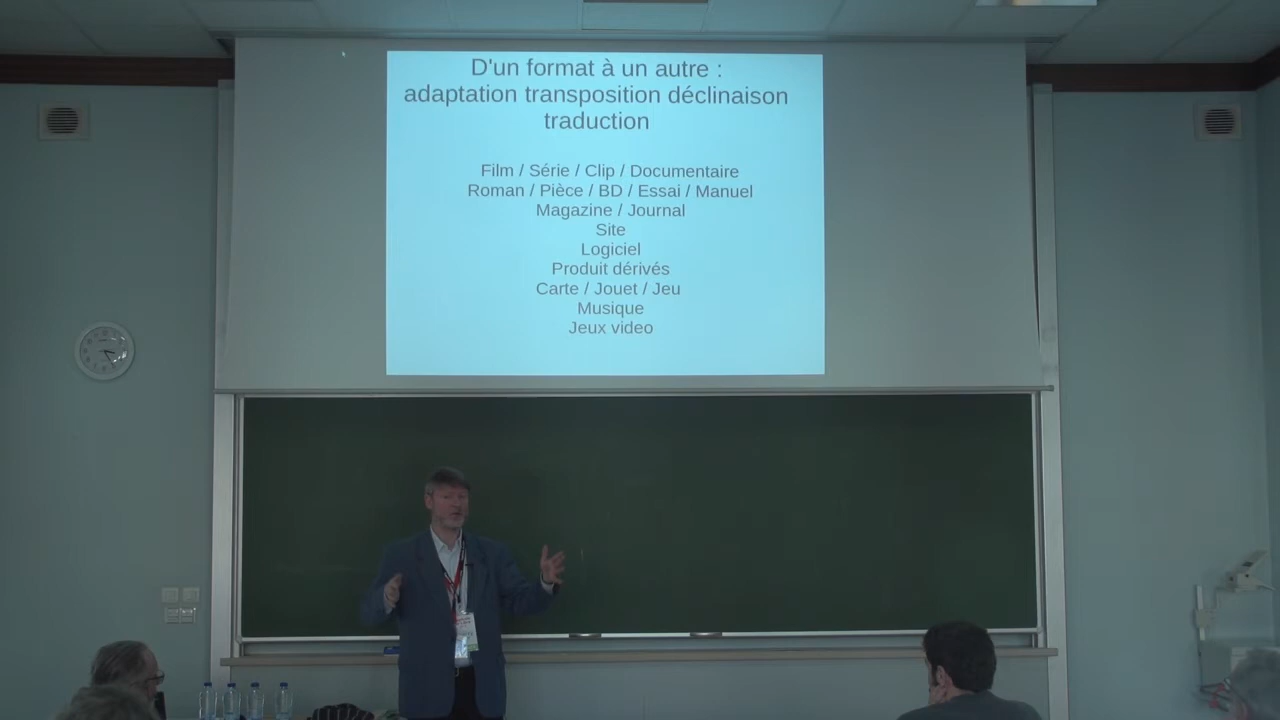 D'un format à un autre :
adaptation transposition déclinaison
traduction
Film / Série / Clip / Documentaire
Roman / Pièce / BD / Essai / Manuel
Magazine / Journal
Site
Logiciel
Produit dérivés
Carte / Jouet / Jeu
Musique
Jeux video